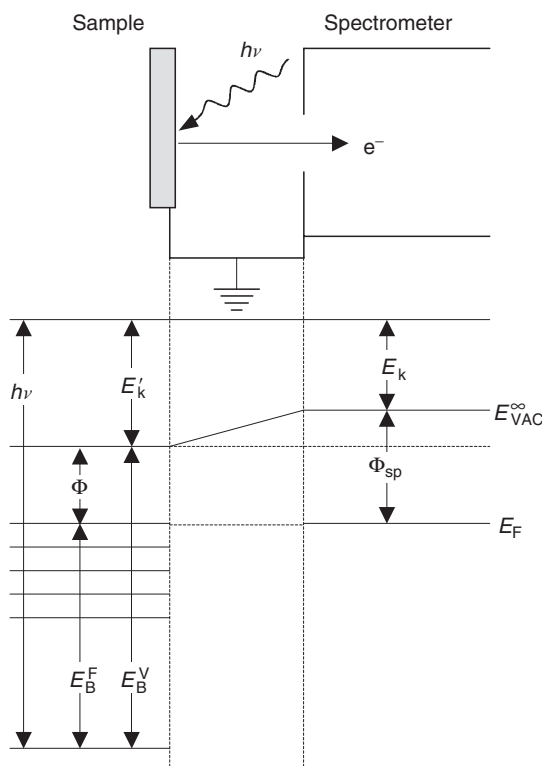 Sample
Spectrometer
hν
e⁻
hν
E′k
Ek
E∞VAC
Φ
Φsp
EF
EFB
EVB